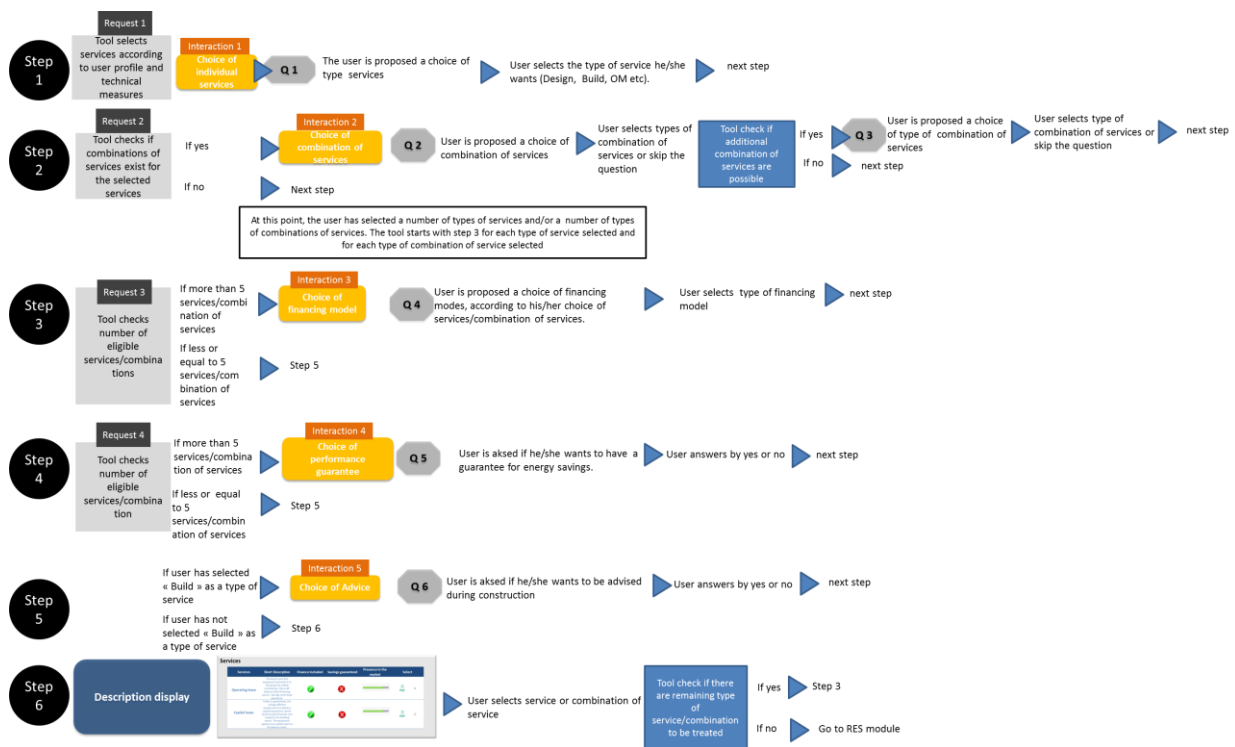 Request 1
Step
1
Tool selects
services according
to user profile and
technical
measures
Interaction 1
Choice of
individual
services
Q 1
The user is proposed a choice of
type services
User selects the type of service he/she
wants (Design, Build, OM etc).
next step
Step
2
Request 2
Tool checks if
combinations of
services exist for
the selected
services
If yes
If no
Interaction 2
Choice of
combination of
services
Next step
Q 2
User is proposed a choice of
combination of services
User selects types of
combination of
services or skip the
question
Tool check if
additional
combination of
services are
possible
If yes
If no
Q 3
User is proposed a choice
of type of combination of
services
next step
User selects type of
combination of services or
skip the question
next step
At this point, the user has selected a number of types of services and/or a number of types
of combinations of services. The tool starts with step 3 for each type of service selected and
for each type of combination of service selected
Step
3
Request 3
Tool checks
number of
eligible
services/combina
tions
If more than 5
services/combi
nation of
services
If less or
equal to 5
services/com
bination of
services
Interaction 3
Choice of
financing model
Step 5
Q 4
User is proposed a choice of financing
modes, according to his/her choice of
services/combination of services.
User selects type of financing
model
next step
Step
4
Request 4
Tool checks
number of
eligible
services/combina
tion
If more than 5
services/combina
tion of services
If less or equal
to 5
services/combin
ation of services
Interaction 4
Choice of
performance
guarantee
Step 5
Q 5
User is aksed if he/she wants to have a
guarantee for energy savings.
User answers by yes or no
next step
Step
5
If user has selected
« Build » as a type of
service
If user has not
selected « Build » as
a type of service
Interaction 5
Choice of Advice
Step 6
Q 6
User is aksed if he/she wants to be advised
during construction
User answers by yes or no
next step
Step
6
Description display
Services
Services
Short Description
Finance included
Savings guaranteed
Presence in the
market
Select
Operating lease
Capital lease
User selects service or combination of
service
Tool check if there
are remaining type
of
service/combination
to be treated
If yes
If no
Step 3
Go to RES module